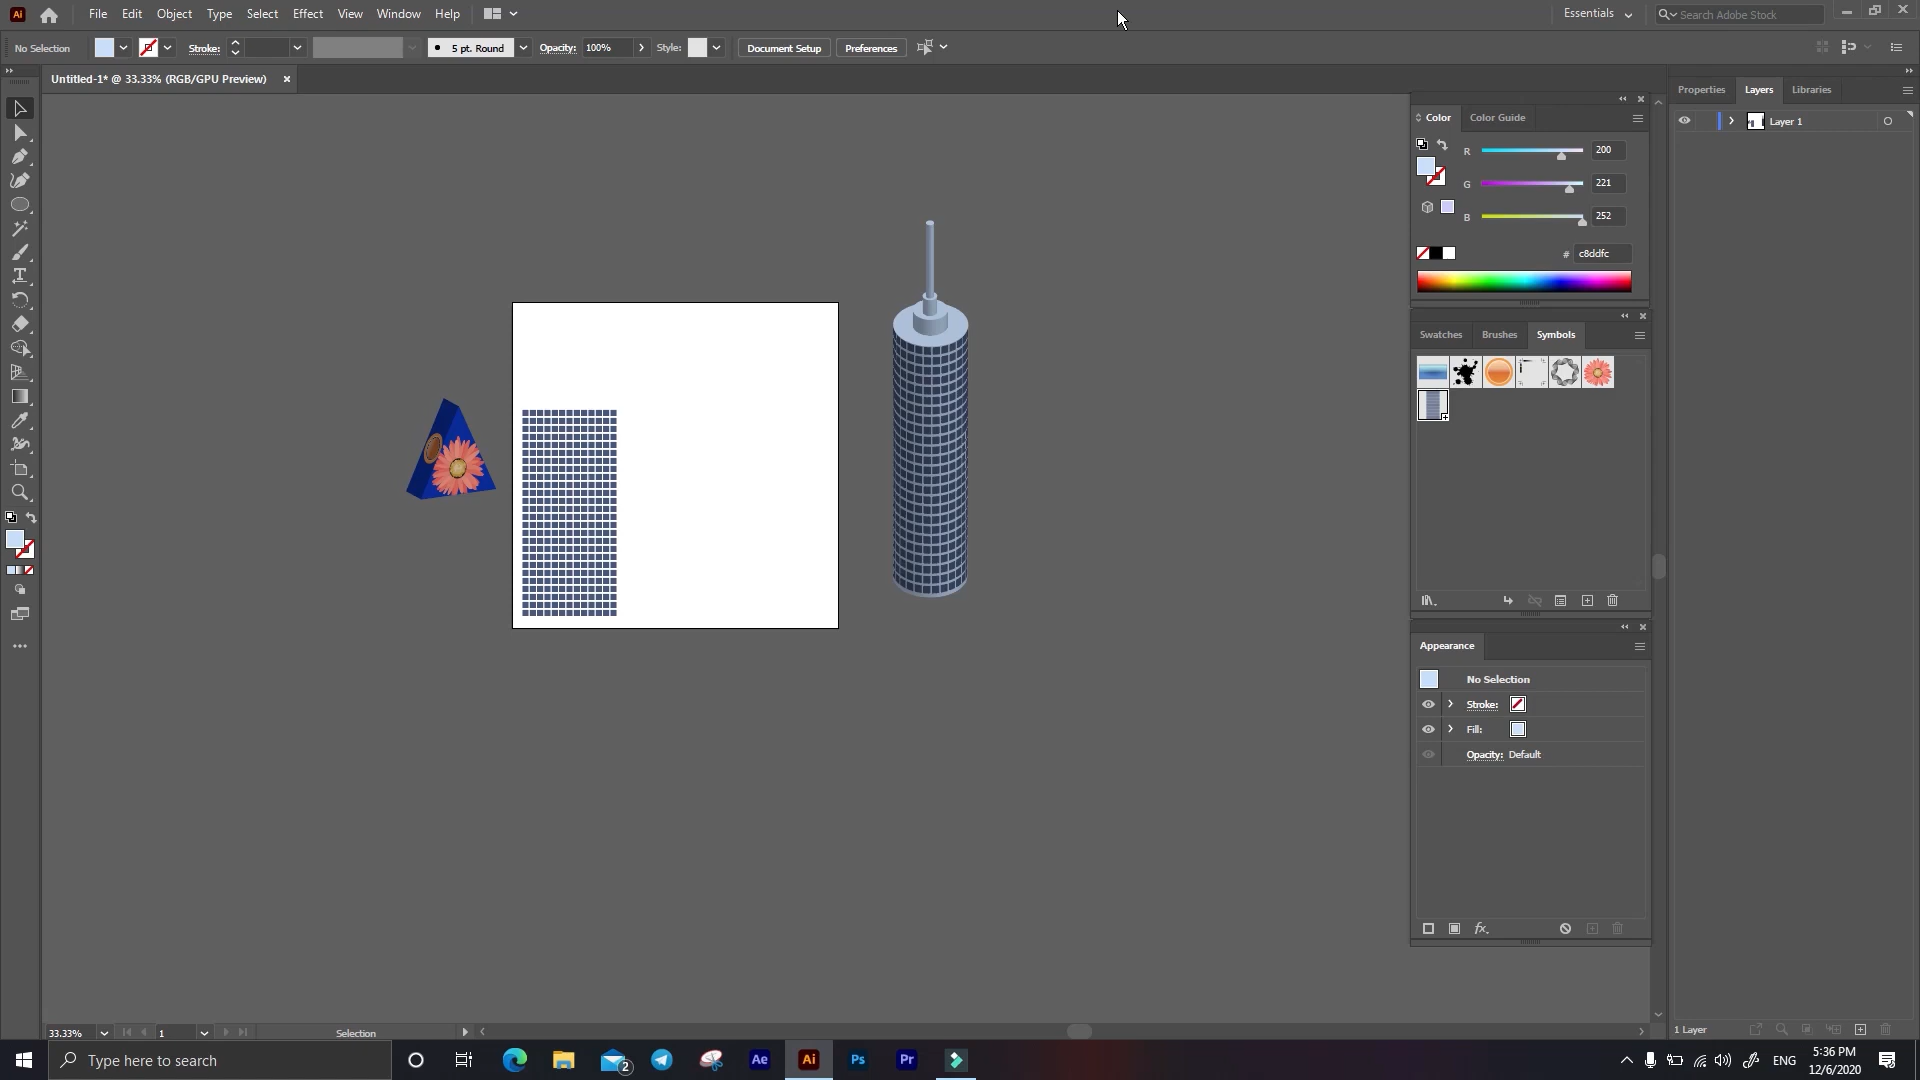 Ai File Edit Object Type Select Effect View Window Help Essentials Search Adobe Stock
No Selection Stroke: 5 pt. Round Opacity: 100% Style: Document Setup Preferences
Untitled-1* @ 33.33% (RGB/GPU Preview)
Properties Layers Libraries
Layer 1
Color Color Guide
R 200
G 221
B 252
# c8ddfc
Swatches Brushes Symbols
Appearance
No Selection
Stroke:
Fill:
Opacity: Default
fx.
33.33% 1 Selection
1 Layer
Type here to search
2
Ae Ai Ps Pr
ENG
5:36 PM
12/6/2020